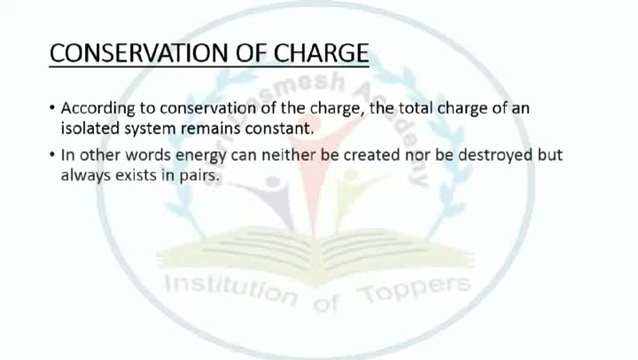 CONSERVATION OF CHARGE
• According to conservation of the charge, the total charge of an
isolated system remains constant.
• In other words energy can neither be created nor be destroyed but
always exists in pairs.
Dasmesh Academy
Institution of Toppers